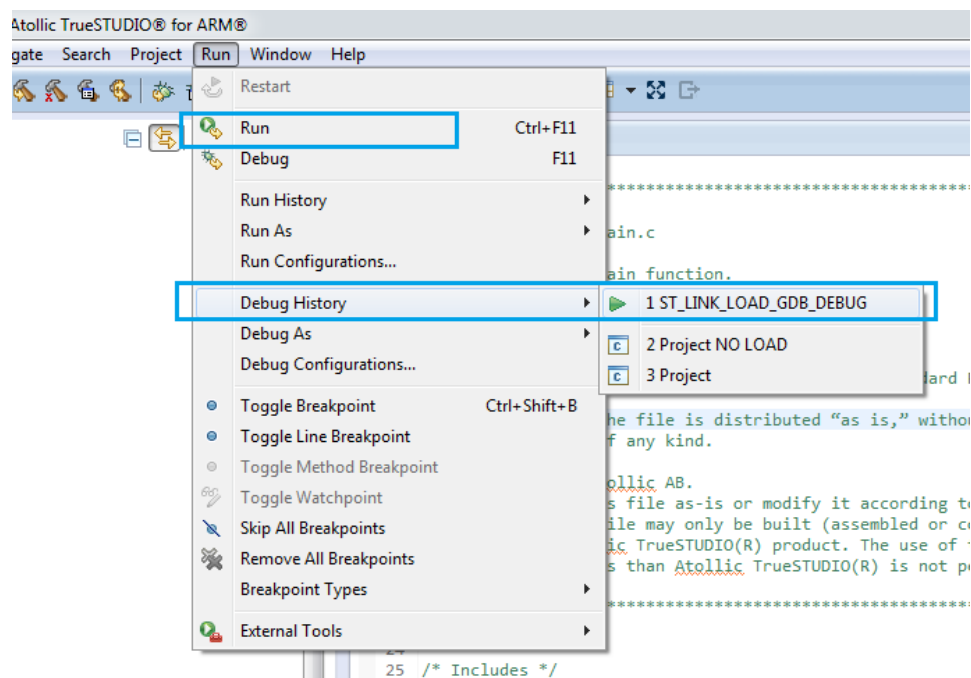 Atollic TrueSTUDIO® for ARM®
gate Search Project Run Window Help
Restart
Run Ctrl+F11
Debug F11
Run History
Run As
Run Configurations...
Debug History
Debug As
Debug Configurations...
Toggle Breakpoint Ctrl+Shift+B
Toggle Line Breakpoint
Toggle Method Breakpoint
Toggle Watchpoint
Skip All Breakpoints
Remove All Breakpoints
Breakpoint Types
External Tools
1 ST_LINK_LOAD_GDB_DEBUG
2 Project NO LOAD
3 Project
****************************************
ain.c
ain function.
dard
he file is distributed “as is,” withou
f any kind.
ollic AB.
s file as-is or modify it according to
ile may only be built (assembled or co
ic TrueSTUDIO(R) product. The use of
s than Atollic TrueSTUDIO(R) is not pe
****************************************
24
25 /* Includes */